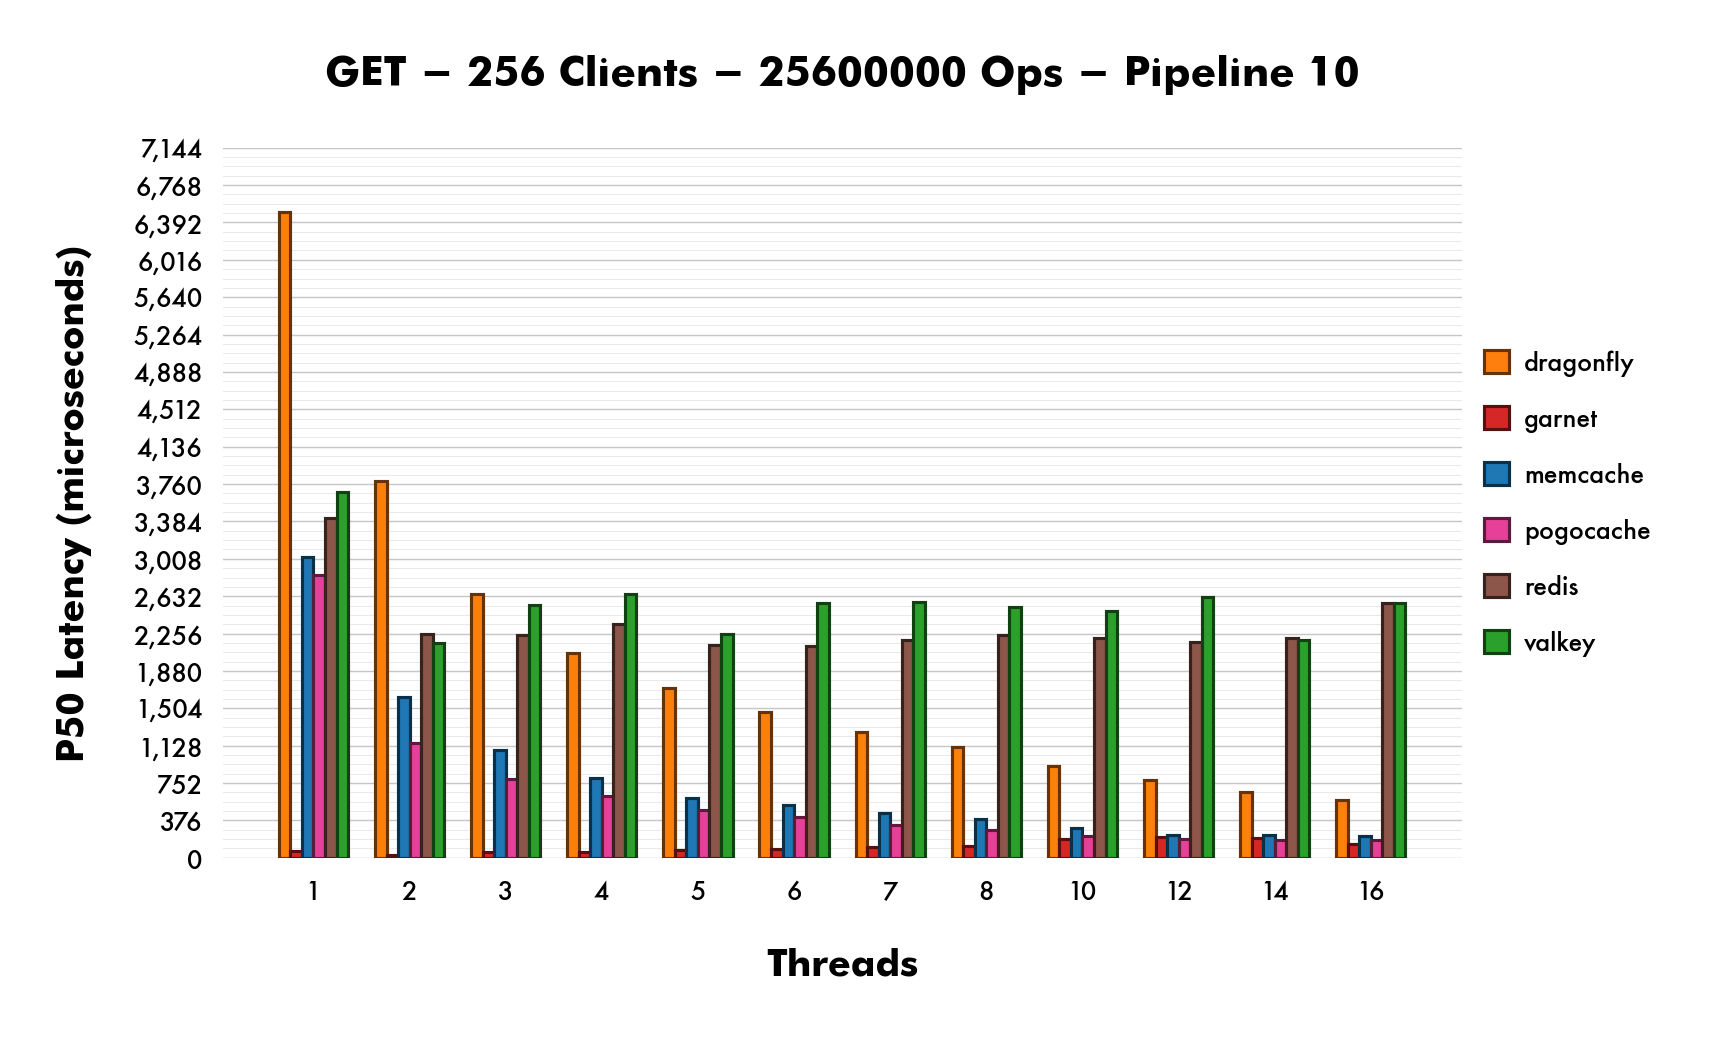 GET – 256 Clients – 25600000 Ops – Pipeline 10
P50 Latency (microseconds)
7,144
6,768
6,392
6,016
5,640
5,264
4,888
4,512
4,136
3,760
3,384
3,008
2,632
2,256
1,880
1,504
1,128
752
376
0
1 2 3 4 5 6 7 8 10 12 14 16
Threads
dragonfly
garnet
memcache
pogocache
redis
valkey